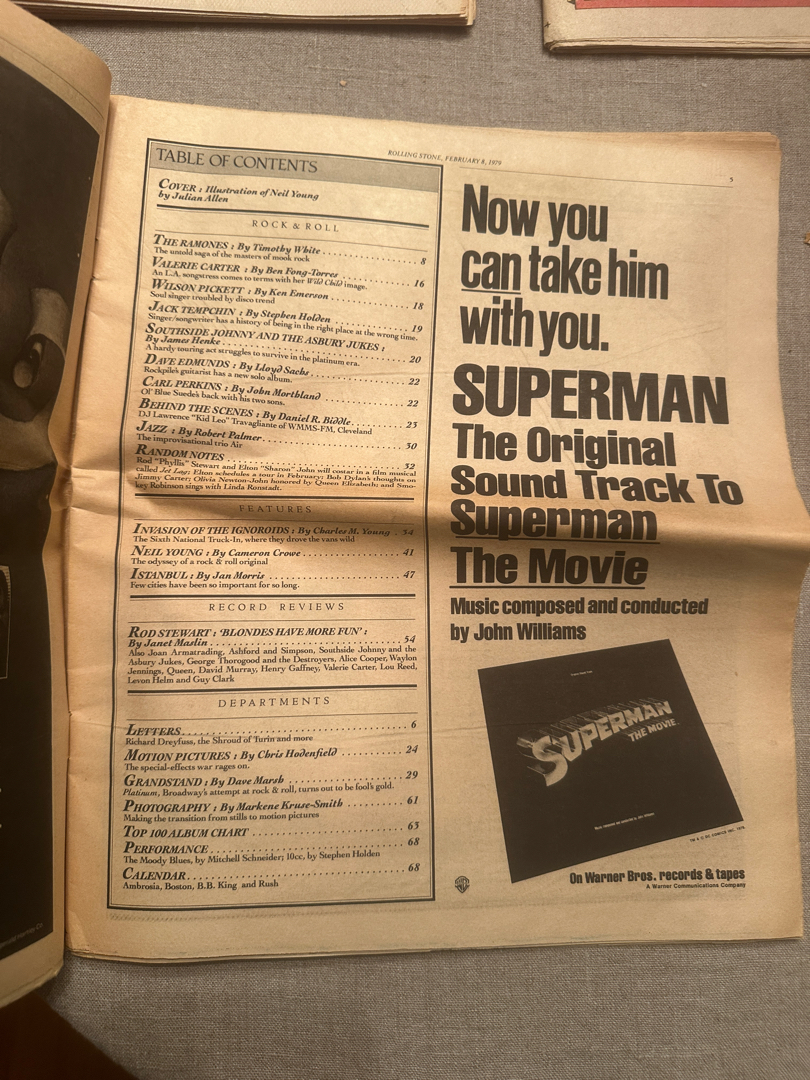 ROLLING STONE, FEBRUARY 8, 1979
5
TABLE OF CONTENTS
COVER : Illustration of Neil Young
by Julian Allen
ROCK & ROLL
THE RAMONES : By Timothy White . . . . . . . . . . . . . . . 8
The untold saga of the masters of mook rock
VALERIE CARTER : By Ben Fong-Torres . . . . . . . . . . . . 16
An L.A. songstress comes to terms with her Wild Child image.
WILSON PICKETT : By Ken Emerson . . . . . . . . . . . . . . 18
Soul singer troubled by disco trend
JACK TEMPCHIN : By Stephen Holden . . . . . . . . . . . . . 19
Singer/songwriter has a history of being in the right place at the wrong time.
SOUTHSIDE JOHNNY AND THE ASBURY JUKES :
By James Henke . . . . . . . . . . . . . . . . . . . . . . . 20
A hardy touring act struggles to survive in the platinum era.
DAVE EDMUNDS : By Lloyd Sachs . . . . . . . . . . . . . . . 22
Rockpile's guitarist has a new solo album.
CARL PERKINS : By John Morthland . . . . . . . . . . . . . . 22
Ol' Blue Suede's back with his two sons.
BEHIND THE SCENES : By Daniel R. Biddle . . . . . . . . . . 25
DJ Lawrence "Kid Leo" Travagliante of WMMS-FM, Cleveland
JAZZ : By Robert Palmer . . . . . . . . . . . . . . . . . . . 30
The improvisational trio Air
RANDOM NOTES . . . . . . . . . . . . . . . . . . . . . . . . 32
Rod "Phyllis" Stewart and Elton "Sharon" John will costar in a film musical
called Jet Lag; Elton schedules a tour in February; Bob Dylan's thoughts on
Jimmy Carter; Olivia Newton-John honored by Queen Elizabeth; and Smo-
key Robinson sings with Linda Ronstadt.
FEATURES
INVASION OF THE IGNOROIDS : By Charles M. Young . 34
The Sixth National Truck-In, where they drove the vans wild
NEIL YOUNG : By Cameron Crowe . . . . . . . . . . . . . . . 41
The odyssey of a rock & roll original
ISTANBUL : By Jan Morris . . . . . . . . . . . . . . . . . . 47
Few cities have been so important for so long.
RECORD REVIEWS
ROD STEWART : 'BLONDES HAVE MORE FUN' :
By Janet Maslin . . . . . . . . . . . . . . . . . . . . . . . 54
Also Joan Armatrading, Ashford and Simpson, Southside Johnny and the
Asbury Jukes, George Thorogood and the Destroyers, Alice Cooper, Waylon
Jennings, Queen, David Murray, Henry Gaffney, Valerie Carter, Lou Reed,
Levon Helm and Guy Clark
DEPARTMENTS
LETTERS . . . . . . . . . . . . . . . . . . . . . . . . . . . 6
Richard Dreyfuss, the Shroud of Turin and more
MOTION PICTURES : By Chris Hodenfield . . . . . . . . . . . 24
The special-effects war rages on.
GRANDSTAND : By Dave Marsh . . . . . . . . . . . . . . . . . 29
Platinum, Broadway's attempt at rock & roll, turns out to be fool's gold.
PHOTOGRAPHY : By Markene Kruse-Smith . . . . . . . . . . . . 61
Making the transition from stills to motion pictures
TOP 100 ALBUM CHART . . . . . . . . . . . . . . . . . . . . 65
PERFORMANCE . . . . . . . . . . . . . . . . . . . . . . . . . 68
The Moody Blues, by Mitchell Schneider; 10cc, by Stephen Holden
CALENDAR . . . . . . . . . . . . . . . . . . . . . . . . . . 68
Ambrosia, Boston, B.B. King and Rush
Now you
can take him
with you.
SUPERMAN
The Original
Sound Track To
Superman
The Movie
Music composed and conducted
by John Williams
SUPERMAN
THE MOVIE
On Warner Bros. records & tapes
A Warner Communications Company